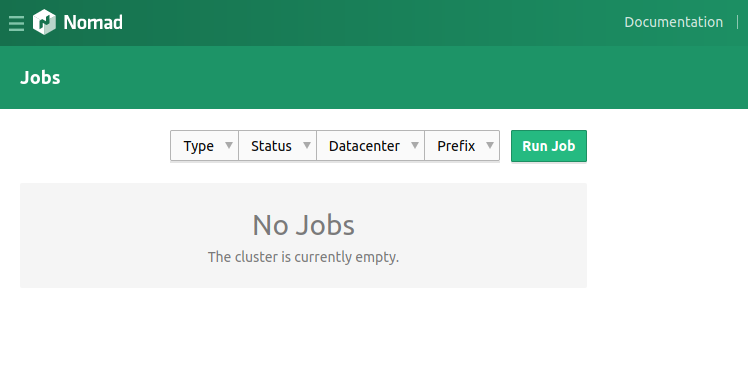 Nomad Documentation
Jobs
Type Status Datacenter Prefix Run Job
No Jobs
The cluster is currently empty.